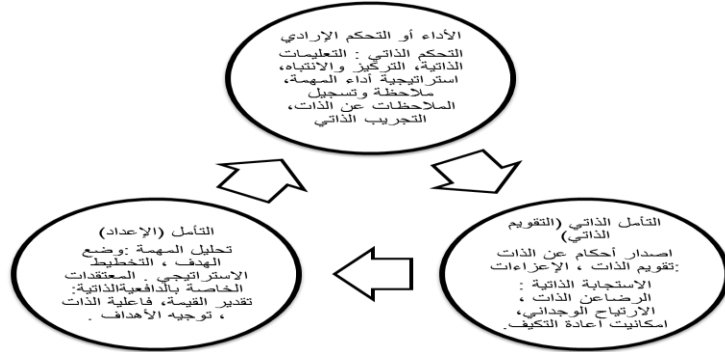 الأداء أو التحكم الإرادي
التحكم الذاتي : التعليمات
الذاتية، التركيز والانتباه،
استراتيجية أداء المهمة،
ملاحظة وتسجيل
الملاحظات عن الذات،
التجريب الذاتي
التأمل الذاتي (التقويم
الذاتي)
اصدار أحكام عن الذات
:تقويم الذات ، الإعزاءات
الاستجابة الذاتية :
الرضاعن الذات ،
الارتياح الوجداني،
امكانيت اعادة التكيف.
التأمل (الإعداد)
تحليل المهمة :وضع
الهدف ، التخطيط
الاستراتيجي . المعتقدات
الخاصة بالدافعيةالذاتية:
تقدير القيمة، فاعلية الذات
، توجيه الأهداف .